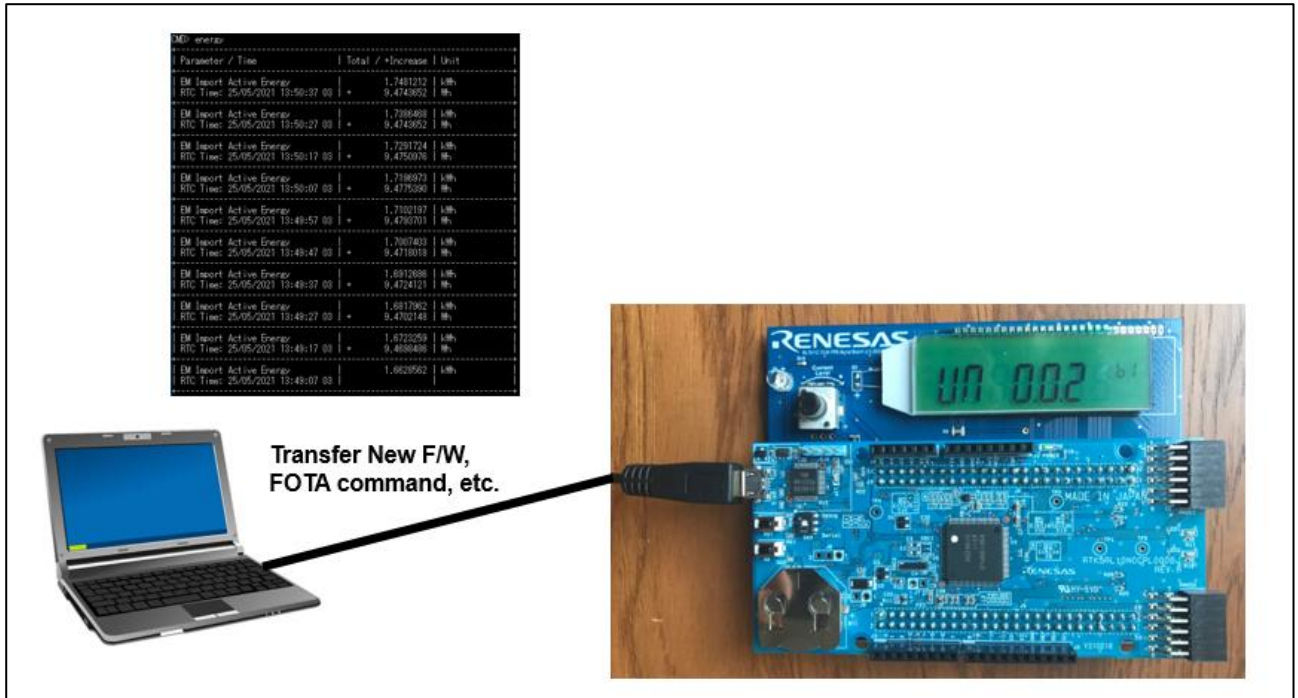 CMD> energy
| Parameter / Time | Total / +Increase | Unit |
| EM Import Active Energy | 1.7481212 | kWh
| RTC Time: 25/05/2021 13:50:37 03 | + 9.4743652 | Wh
| EM Import Active Energy | 1.7386468 | kWh
| RTC Time: 25/05/2021 13:50:27 03 | + 9.4743652 | Wh
| EM Import Active Energy | 1.7291724 | kWh
| RTC Time: 25/05/2021 13:50:17 03 | + 9.4750976 | Wh
| EM Import Active Energy | 1.7196973 | kWh
| RTC Time: 25/05/2021 13:50:07 03 | + 9.4775390 | Wh
| EM Import Active Energy | 1.7102197 | kWh
| RTC Time: 25/05/2021 13:49:57 03 | + 9.4793701 | Wh
| EM Import Active Energy | 1.7007403 | kWh
| RTC Time: 25/05/2021 13:49:47 03 | + 9.4718018 | Wh
| EM Import Active Energy | 1.6912686 | kWh
| RTC Time: 25/05/2021 13:49:37 03 | + 9.4724121 | Wh
| EM Import Active Energy | 1.6817962 | kWh
| RTC Time: 25/05/2021 13:49:27 03 | + 9.4702148 | Wh
| EM Import Active Energy | 1.6723259 | kWh
| RTC Time: 25/05/2021 13:49:17 03 | + Wh
| EM Import Active Energy | 1.6628562 | kWh
| RTC Time: 25/05/2021 13:49:07 03 |
Transfer New F/W,
FOTA command, etc.
RENESAS
Current
Level
Un 0.0.2 b1
MADE IN JAPAN
Serial
RENESAS